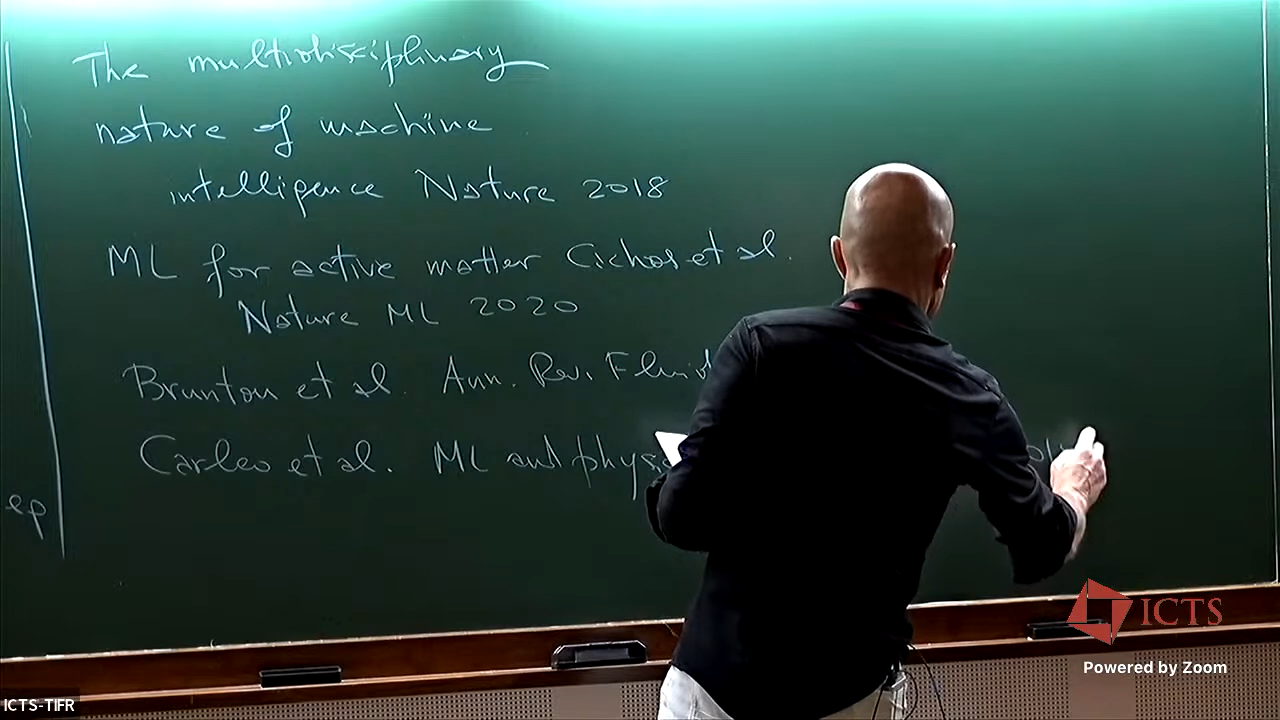 The multidisciplinary
nature of machine
intelligence Nature 2018
ML for active matter Cichos et al.
Nature ML 2020
Brunton et al. Ann. Rev. Fluid
Carleo et al. ML and physi
ep
ICTS
Powered by Zoom
ICTS-TIFR